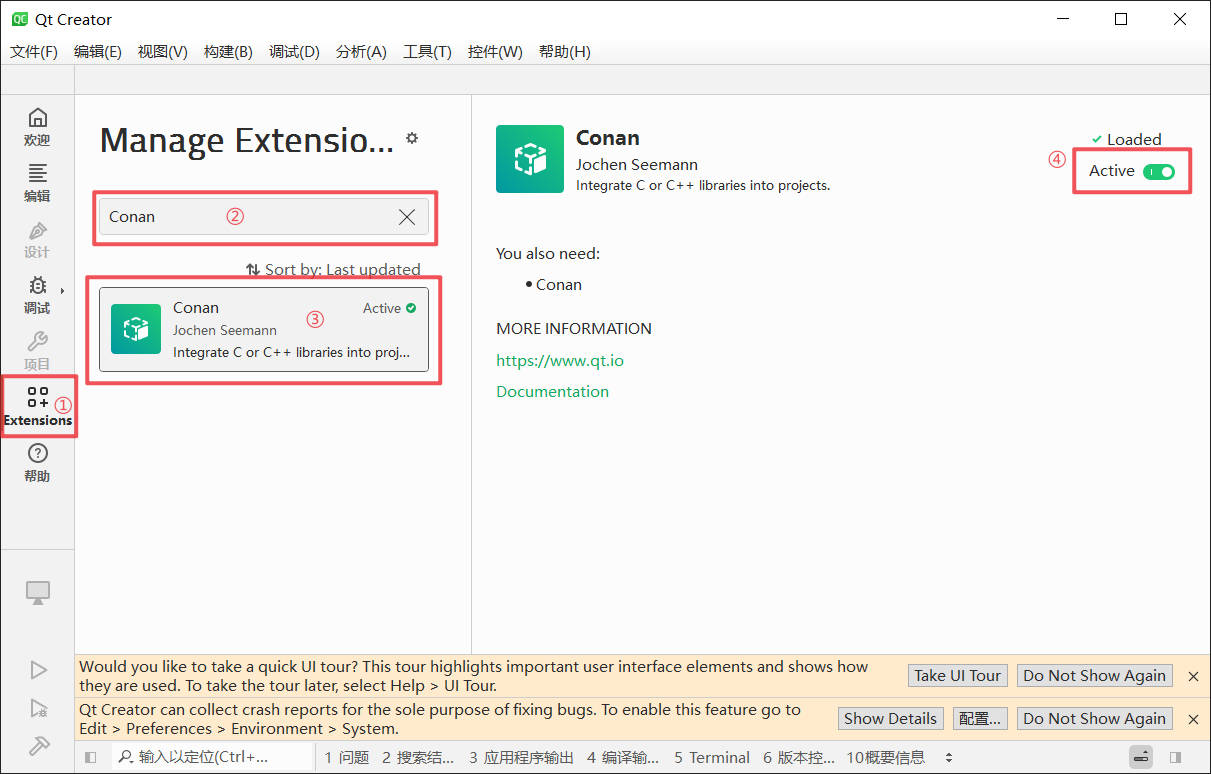 QC Qt Creator
文件(F) 编辑(E) 视图(V) 构建(B) 调试(D) 分析(A) 工具(T) 控件(W) 帮助(H)
欢迎
编辑
设计
调试
项目
Extensions
①
帮助
Manage Extensio...
Conan
②
Sort by: Last updated
Conan
Active
Jochen Seemann
③
Integrate C or C++ libraries into proj...
Conan
Jochen Seemann
Integrate C or C++ libraries into projects.
Loaded
④
Active
You also need:
• Conan
MORE INFORMATION
https://www.qt.io
Documentation
Would you like to take a quick UI tour? This tour highlights important user interface elements and shows how
they are used. To take the tour later, select Help > UI Tour.
Take UI Tour
Do Not Show Again
Qt Creator can collect crash reports for the sole purpose of fixing bugs. To enable this feature go to
Edit > Preferences > Environment > System.
Show Details
配置...
Do Not Show Again
输入以定位(Ctrl+...
1 问题 2 搜索结... 3 应用程序输出 4 编译输... 5 Terminal 6 版本控... 10概要信息